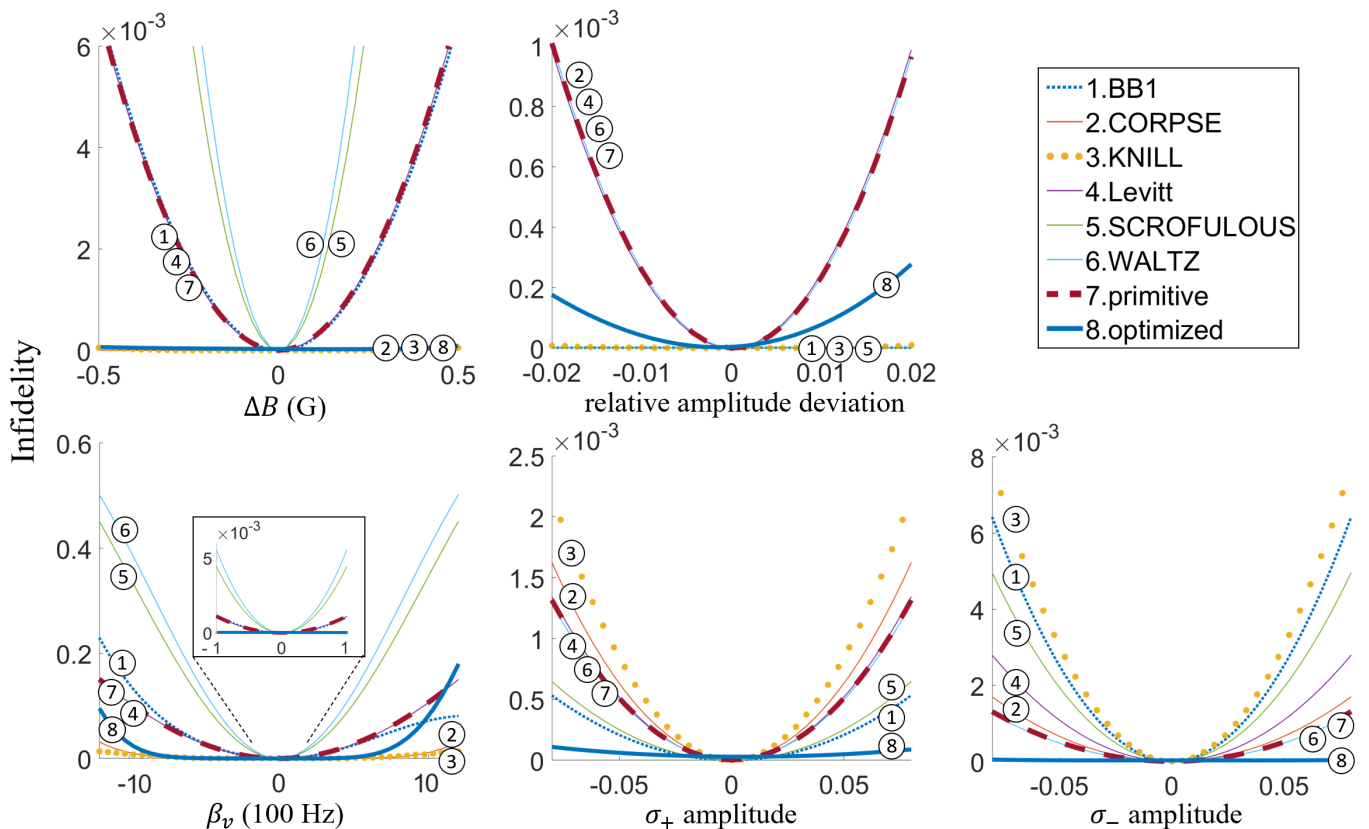 Infidelity
×10⁻³
6
4
2
0
-0.5 0 0.5
ΔB (G)
① ④ ⑦
⑥ ⑤
② ③ ⑧
×10⁻³
1
0.8
0.6
0.4
0.2
0
-0.02 -0.01 0 0.01 0.02
relative amplitude deviation
② ④ ⑥ ⑦
⑧
① ③ ⑤
1.BB1
2.CORPSE
3.KNILL
4.Levitt
5.SCROFULOUS
6.WALTZ
7.primitive
8.optimized
0.6
0.4
0.2
0
-10 0 10
βᵥ (100 Hz)
⑥
⑤
①
⑦
④
⑧
②
③
×10⁻³
5
0
-1 0 1
×10⁻³
2.5
2
1.5
1
0.5
0
-0.05 0 0.05
σ₊ amplitude
③
②
④ ⑥ ⑦
⑤
①
⑧
×10⁻³
8
6
4
2
0
-0.05 0 0.05
σ₋ amplitude
③
①
⑤
④
②
⑦
⑥
⑧